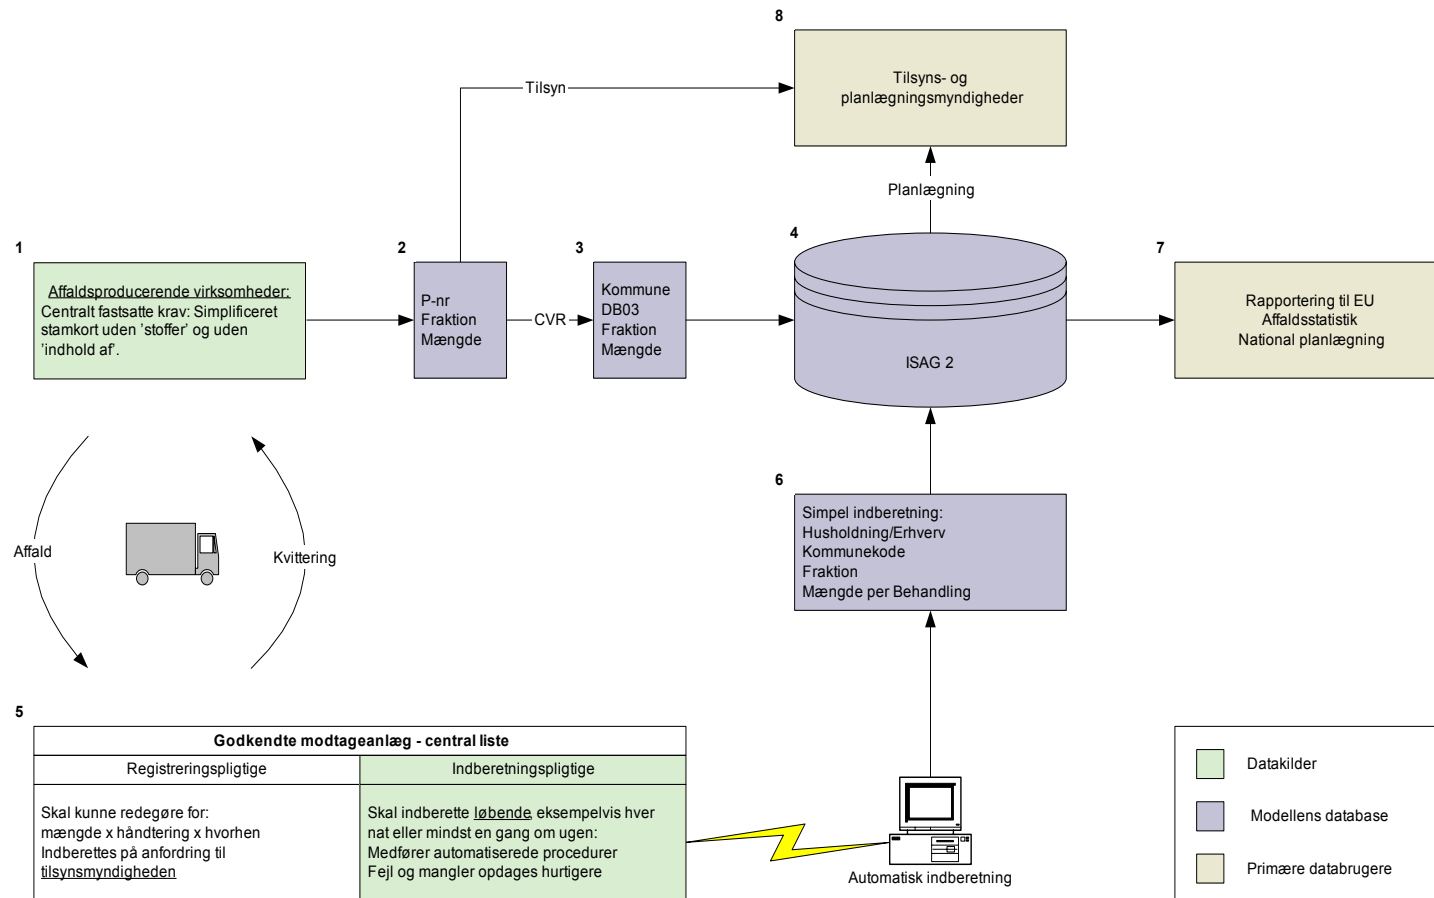 8
Tilsyns- og
planlægningsmyndigheder
Tilsyn
Planlægning
1
Affaldsproducerende virksomheder:
Centralt fastsatte krav: Simplificeret
stamkort uden ’stoffer’ og uden
’indhold af’.
2
P-nr
Fraktion
Mængde
CVR
3
Kommune
DB03
Fraktion
Mængde
4
ISAG 2
7
Rapportering til EU
Affaldsstatistik
National planlægning
Affald
Kvittering
6
Simpel indberetning:
Husholdning/Erhverv
Kommunekode
Fraktion
Mængde per Behandling
5
Godkendte modtageanlæg - central liste
Registreringspligtige
Skal kunne redegøre for:
mængde x håndtering x hvorhen
Indberettes på anfordring til
tilsynsmyndigheden
Indberetningspligtige
Skal indberette løbende, eksempelvis hver
nat eller mindst en gang om ugen:
Medfører automatiserede procedurer
Fejl og mangler opdages hurtigere
Automatisk indberetning
Datakilder
Modellens database
Primære databrugere